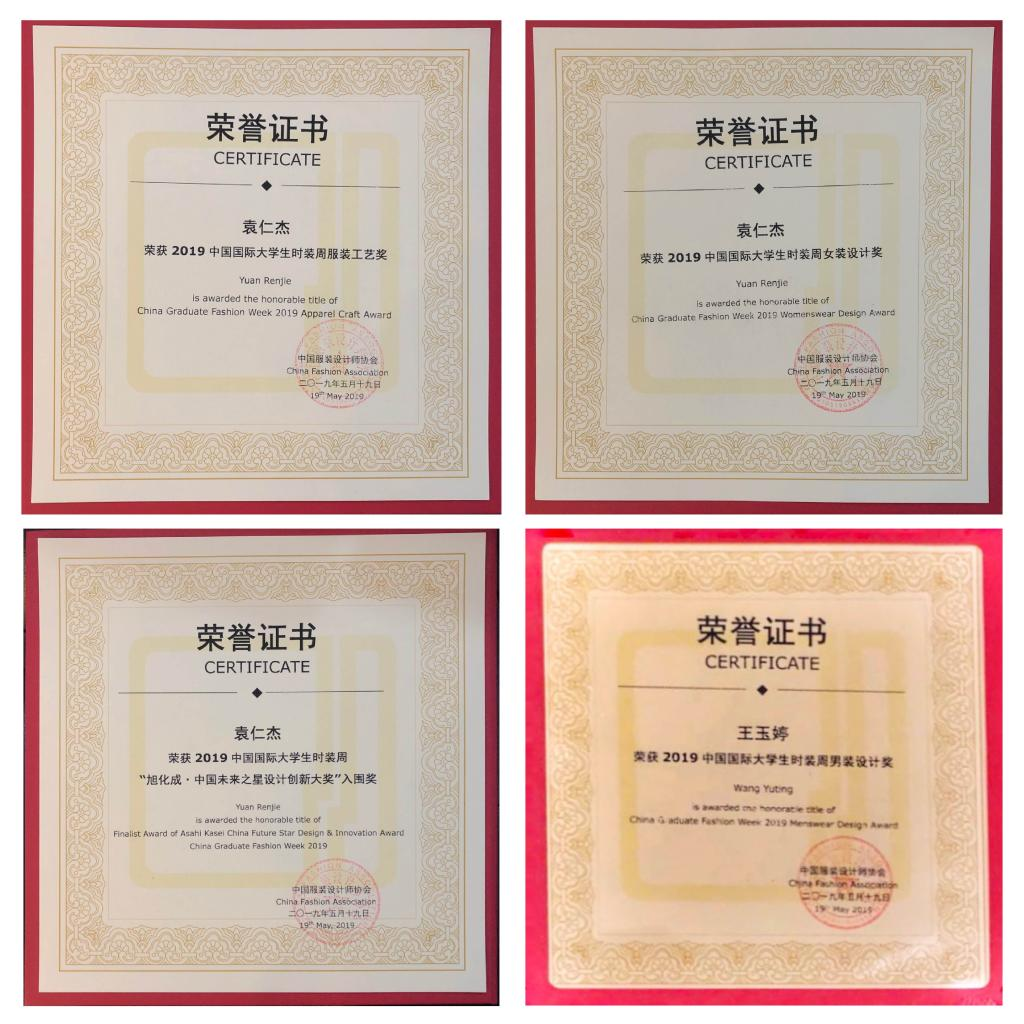 荣誉证书
CERTIFICATE
袁仁杰
荣获 2019 中国国际大学生时装周服装工艺奖
Yuan Renjie
is awarded the honorable title of
China Graduate Fashion Week 2019 Apparel Craft Award
中国服装设计师协会
China Fashion Association
二〇一九年五月十九日
19th May 2019
荣誉证书
CERTIFICATE
袁仁杰
荣获 2019 中国国际大学生时装周女装设计奖
Yuan Renjie
is awarded the honorable title of
China Graduate Fashion Week 2019 Womenswear Design Award
中国服装设计师协会
China Fashion Association
二〇一九年五月十九日
19th May 2019
荣誉证书
CERTIFICATE
袁仁杰
荣获 2019 中国国际大学生时装周
“旭化成·中国未来之星设计创新大奖”入围奖
Yuan Renjie
is awarded the honorable title of
Finalist Award of Asahi Kasei China Future Star Design & Innovation Award
China Graduate Fashion Week 2019
中国服装设计师协会
China Fashion Association
二〇一九年五月十九日
19th May, 2019
荣誉证书
CERTIFICATE
王玉婷
荣获 2019 中国国际大学生时装周男装设计奖
Wang Yuting
is awarded the honorable title of
China Graduate Fashion Week 2019 Menswear Design Award
中国服装设计师协会
China Fashion Association
二〇一九年五月十九日
19th May 2019